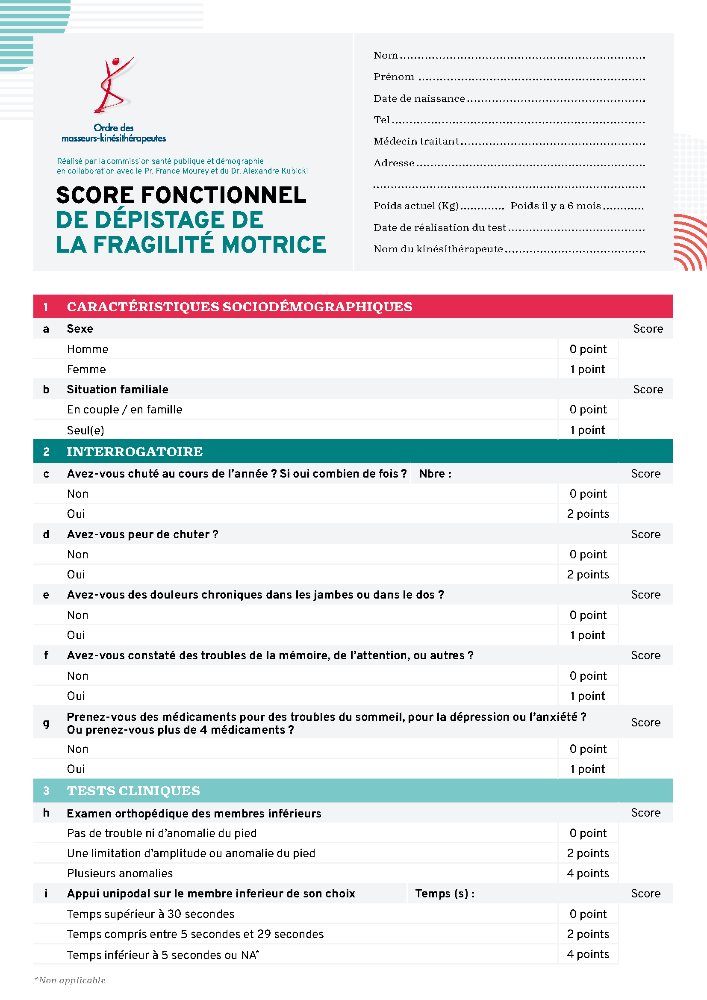 Ordre des
masseurs-kinésithérapeutes
Réalisé par la commission santé publique et démographie
en collaboration avec le Pr. France Mourey et du Dr. Alexandre Kubicki
SCORE FONCTIONNEL
DE DÉPISTAGE DE
LA FRAGILITÉ MOTRICE
Nom
Prénom
Date de naissance
Tel
Médecin traitant
Adresse
Poids actuel (Kg) Poids il y a 6 mois
Date de réalisation du test
Nom du kinésithérapeute
1 CARACTÉRISTIQUES SOCIODÉMOGRAPHIQUES
a Sexe Score
Homme 0 point
Femme 1 point
b Situation familiale Score
En couple / en famille 0 point
Seul(e) 1 point
2 INTERROGATOIRE
c Avez-vous chuté au cours de l’année ? Si oui combien de fois ? Nbre : Score
Non 0 point
Oui 2 points
d Avez-vous peur de chuter ? Score
Non 0 point
Oui 2 points
e Avez-vous des douleurs chroniques dans les jambes ou dans le dos ? Score
Non 0 point
Oui 1 point
f Avez-vous constaté des troubles de la mémoire, de l’attention, ou autres ? Score
Non 0 point
Oui 1 point
g Prenez-vous des médicaments pour des troubles du sommeil, pour la dépression ou l’anxiété ?
Ou prenez-vous plus de 4 médicaments ? Score
Non 0 point
Oui 1 point
3 TESTS CLINIQUES
h Examen orthopédique des membres inférieurs Score
Pas de trouble ni d’anomalie du pied 0 point
Une limitation d’amplitude ou anomalie du pied 2 points
Plusieurs anomalies 4 points
i Appui unipodal sur le membre inferieur de son choix Temps (s) : Score
Temps supérieur à 30 secondes 0 point
Temps compris entre 5 secondes et 29 secondes 2 points
Temps inférieur à 5 secondes ou NA* 4 points
*Non applicable